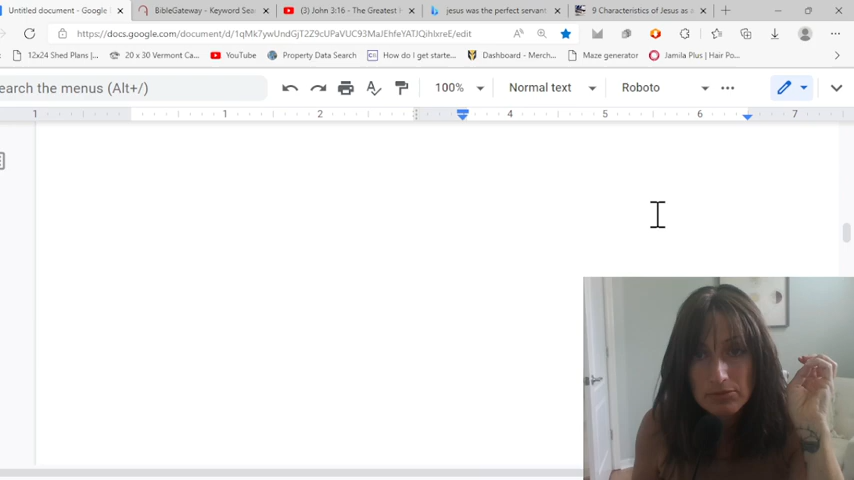 Untitled document - Google
BibleGateway - Keyword Sea
(3) John 3:16 - The Greatest H
jesus was the perfect servant
9 Characteristics of Jesus as a
https://docs.google.com/document/d/1qMk7ywUndGjT2Z9cUPaVUC93MaJEhfeYATJQihIxreE/edit
12x24 Shed Plans |...
20 x 30 Vermont Ca...
YouTube
Property Data Search
How do I get starte...
Dashboard – Merch...
Maze generator
Jamila Plus | Hair Po...
earch the menus (Alt+/)
100%
Normal text
Roboto
1 1 2 4 5 6 7